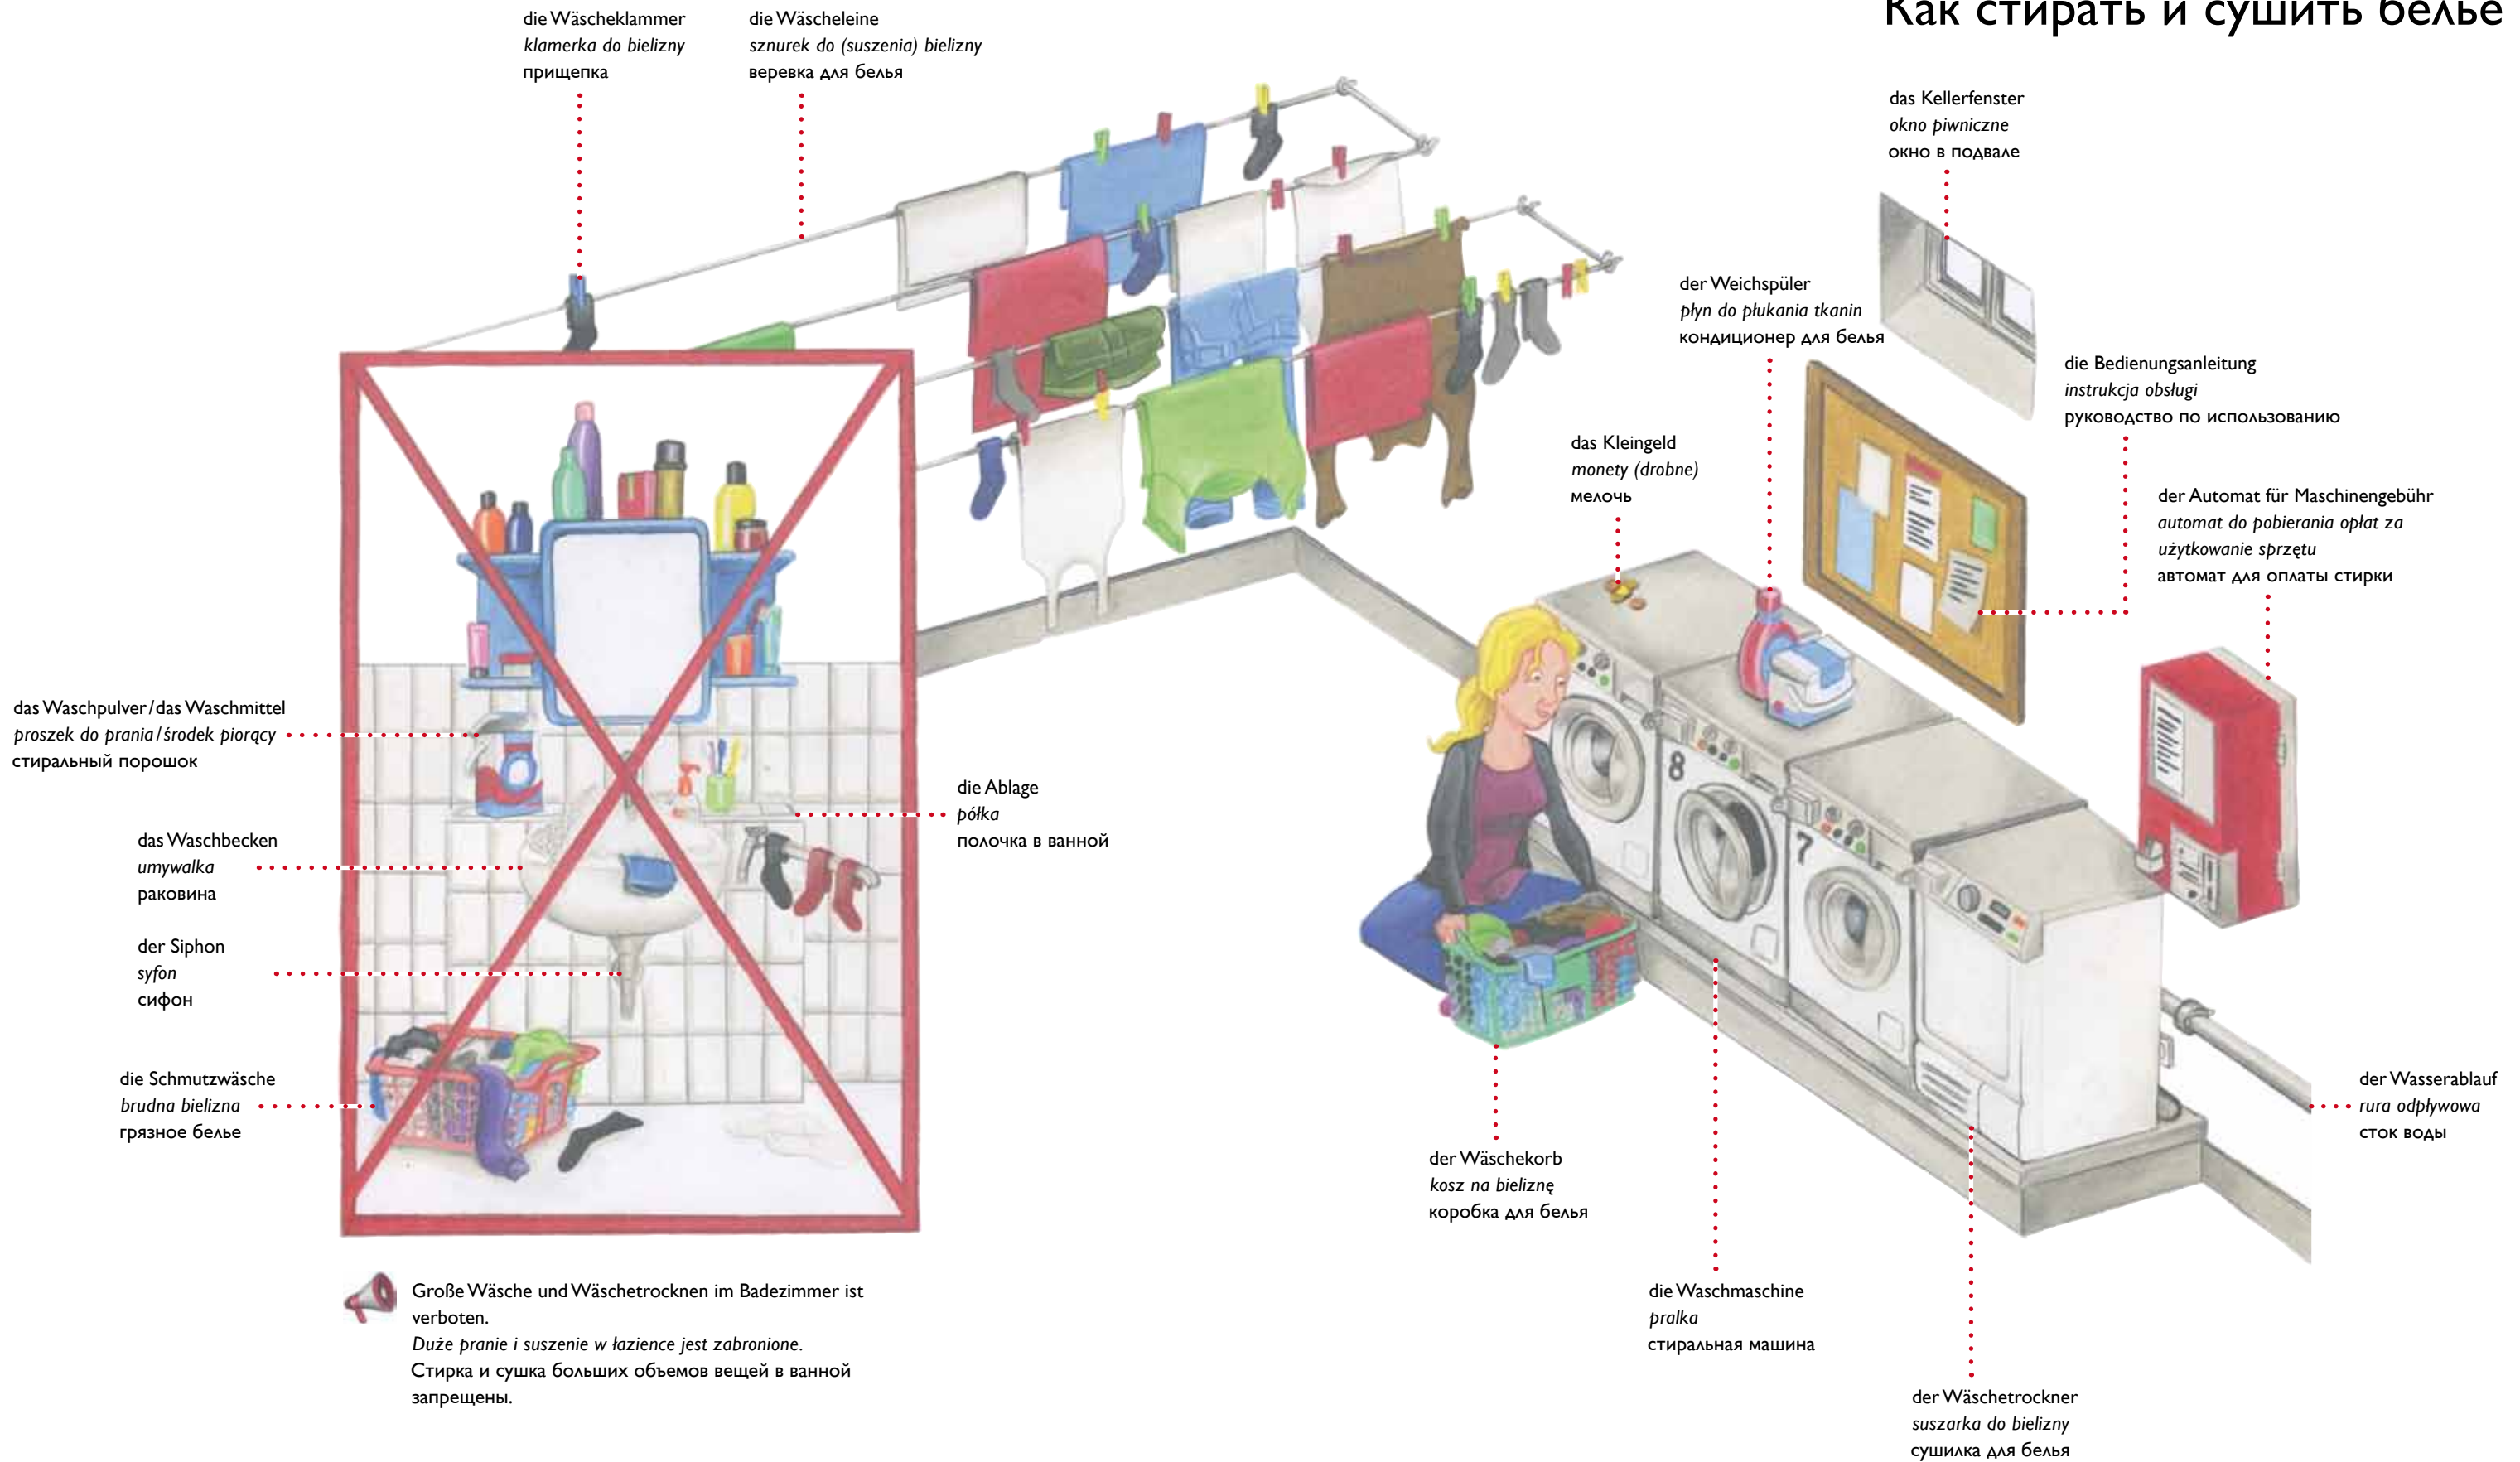 Как стирать и сушить белье
die Wäscheklammer
klamerka do bielizny
прищепка
die Wäscheleine
sznurek do (suszenia) bielizny
веревка для белья
das Kellerfenster
okno piwniczne
окно в подвале
der Weichspüler
płyn do płukania tkanin
кондиционер для белья
die Bedienungsanleitung
instrukcja obsługi
руководство по использованию
das Kleingeld
monety (drobne)
мелочь
der Automat für Maschinengebühr
automat do pobierania opłat za
użytkowanie sprzętu
автомат для оплаты стирки
das Waschpulver/das Waschmittel
proszek do prania/środek piorący
стиральный порошок
die Ablage
półka
полочка в ванной
das Waschbecken
umywalka
раковина
der Siphon
syfon
сифон
die Schmutzwäsche
brudna bielizna
грязное белье
8
7
der Wasserablauf
rura odpływowa
сток воды
der Wäschekorb
kosz na bieliznę
коробка для белья
die Waschmaschine
pralka
стиральная машина
der Wäschetrockner
suszarka do bielizny
сушилка для белья
Große Wäsche und Wäschetrocknen im Badezimmer ist
verboten.
Duże pranie i suszenie w łazience jest zabronione.
Стирка и сушка больших объемов вещей в ванной
запрещены.